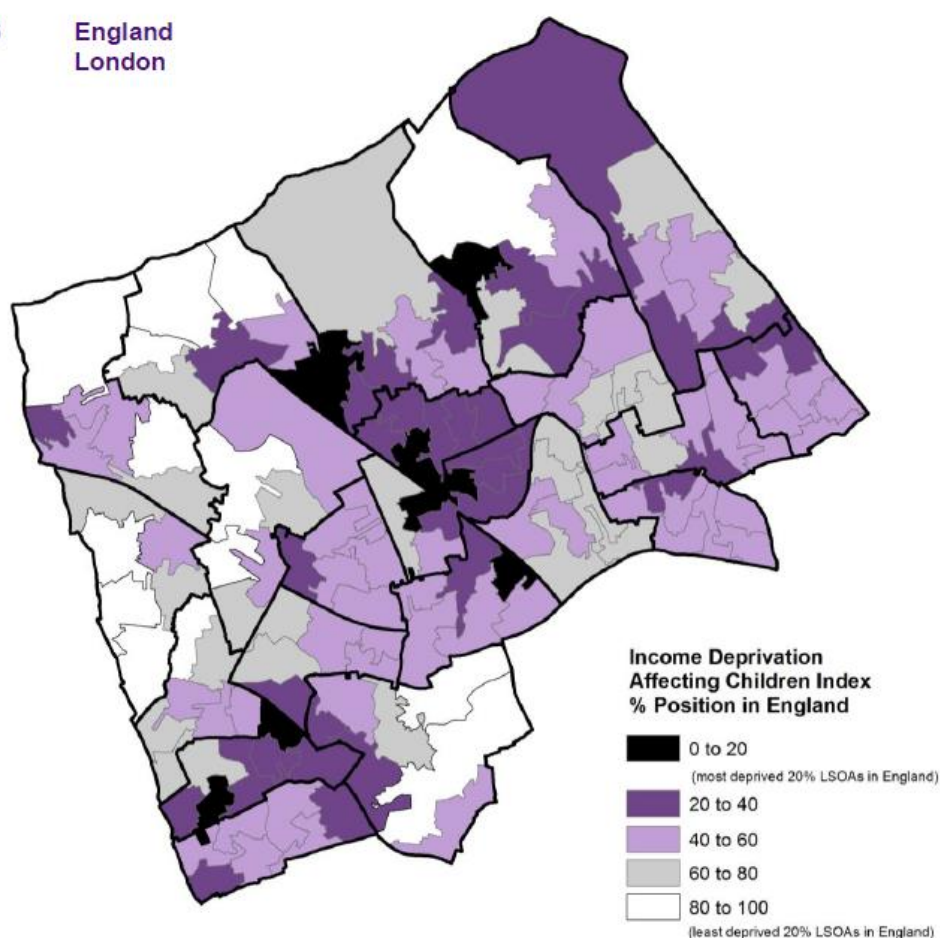 England
London
Income Deprivation
Affecting Children Index
% Position in England
0 to 20
(most deprived 20% LSOAs in England)
20 to 40
40 to 60
60 to 80
80 to 100
(least deprived 20% LSOAs in England)